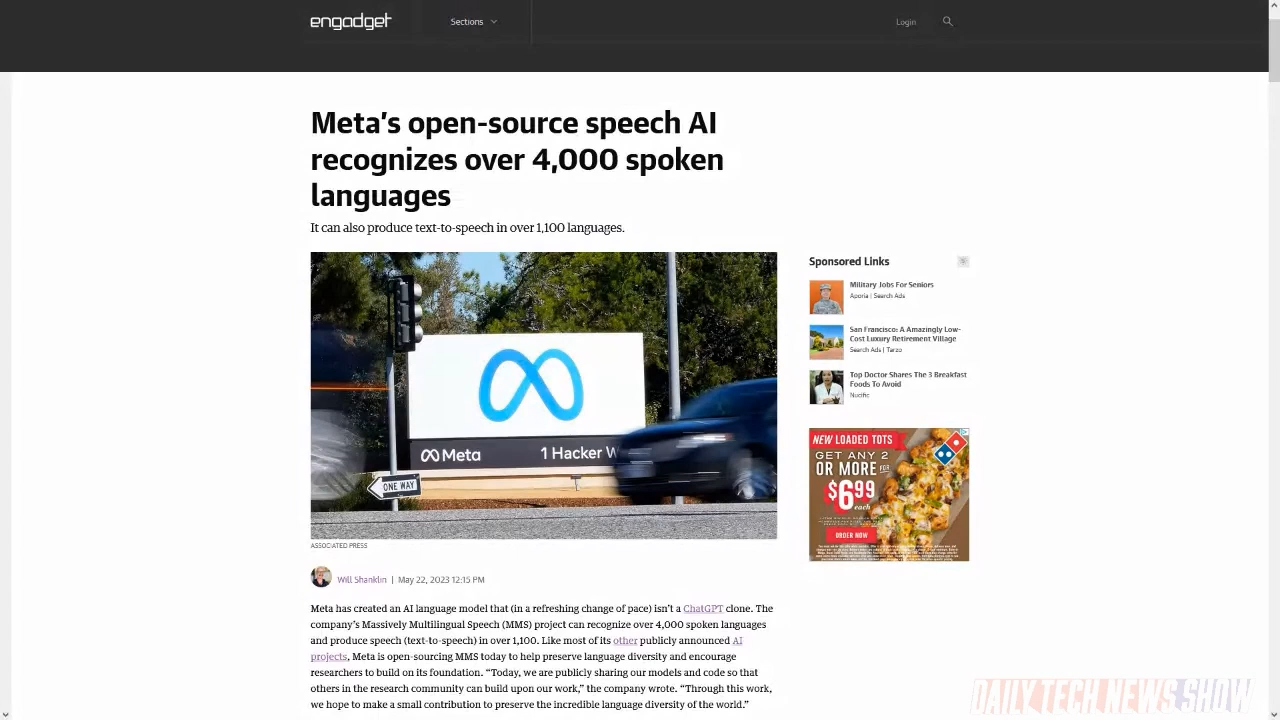 engadget
Sections
Login
Meta's open-source speech AI
recognizes over 4,000 spoken
languages
It can also produce text-to-speech in over 1,100 languages.
Meta
1 Hacker W
ONE WAY
ASSOCIATED PRESS
Will Shanklin | May 22, 2023 12:15 PM
Meta has created an AI language model that (in a refreshing change of pace) isn't a ChatGPT clone. The
company's Massively Multilingual Speech (MMS) project can recognize over 4,000 spoken languages
and produce speech (text-to-speech) in over 1,100. Like most of its other publicly announced AI
projects, Meta is open-sourcing MMS today to help preserve language diversity and encourage
researchers to build on its foundation. “Today, we are publicly sharing our models and code so that
others in the research community can build upon our work,” the company wrote. “Through this work,
we hope to make a small contribution to preserve the incredible language diversity of the world.”
Sponsored Links
Military Jobs For Seniors
Aporia | Search Ads
San Francisco: A Amazingly Low-
Cost Luxury Retirement Village
Search Ads | Tarzo
Top Doctor Shares The 3 Breakfast
Foods To Avoid
Nucific
NEW LOADED TOTS
GET ANY 2
OR MORE FOR
$6.99
each
ORDER NOW
DAILY TECH NEWS SHOW